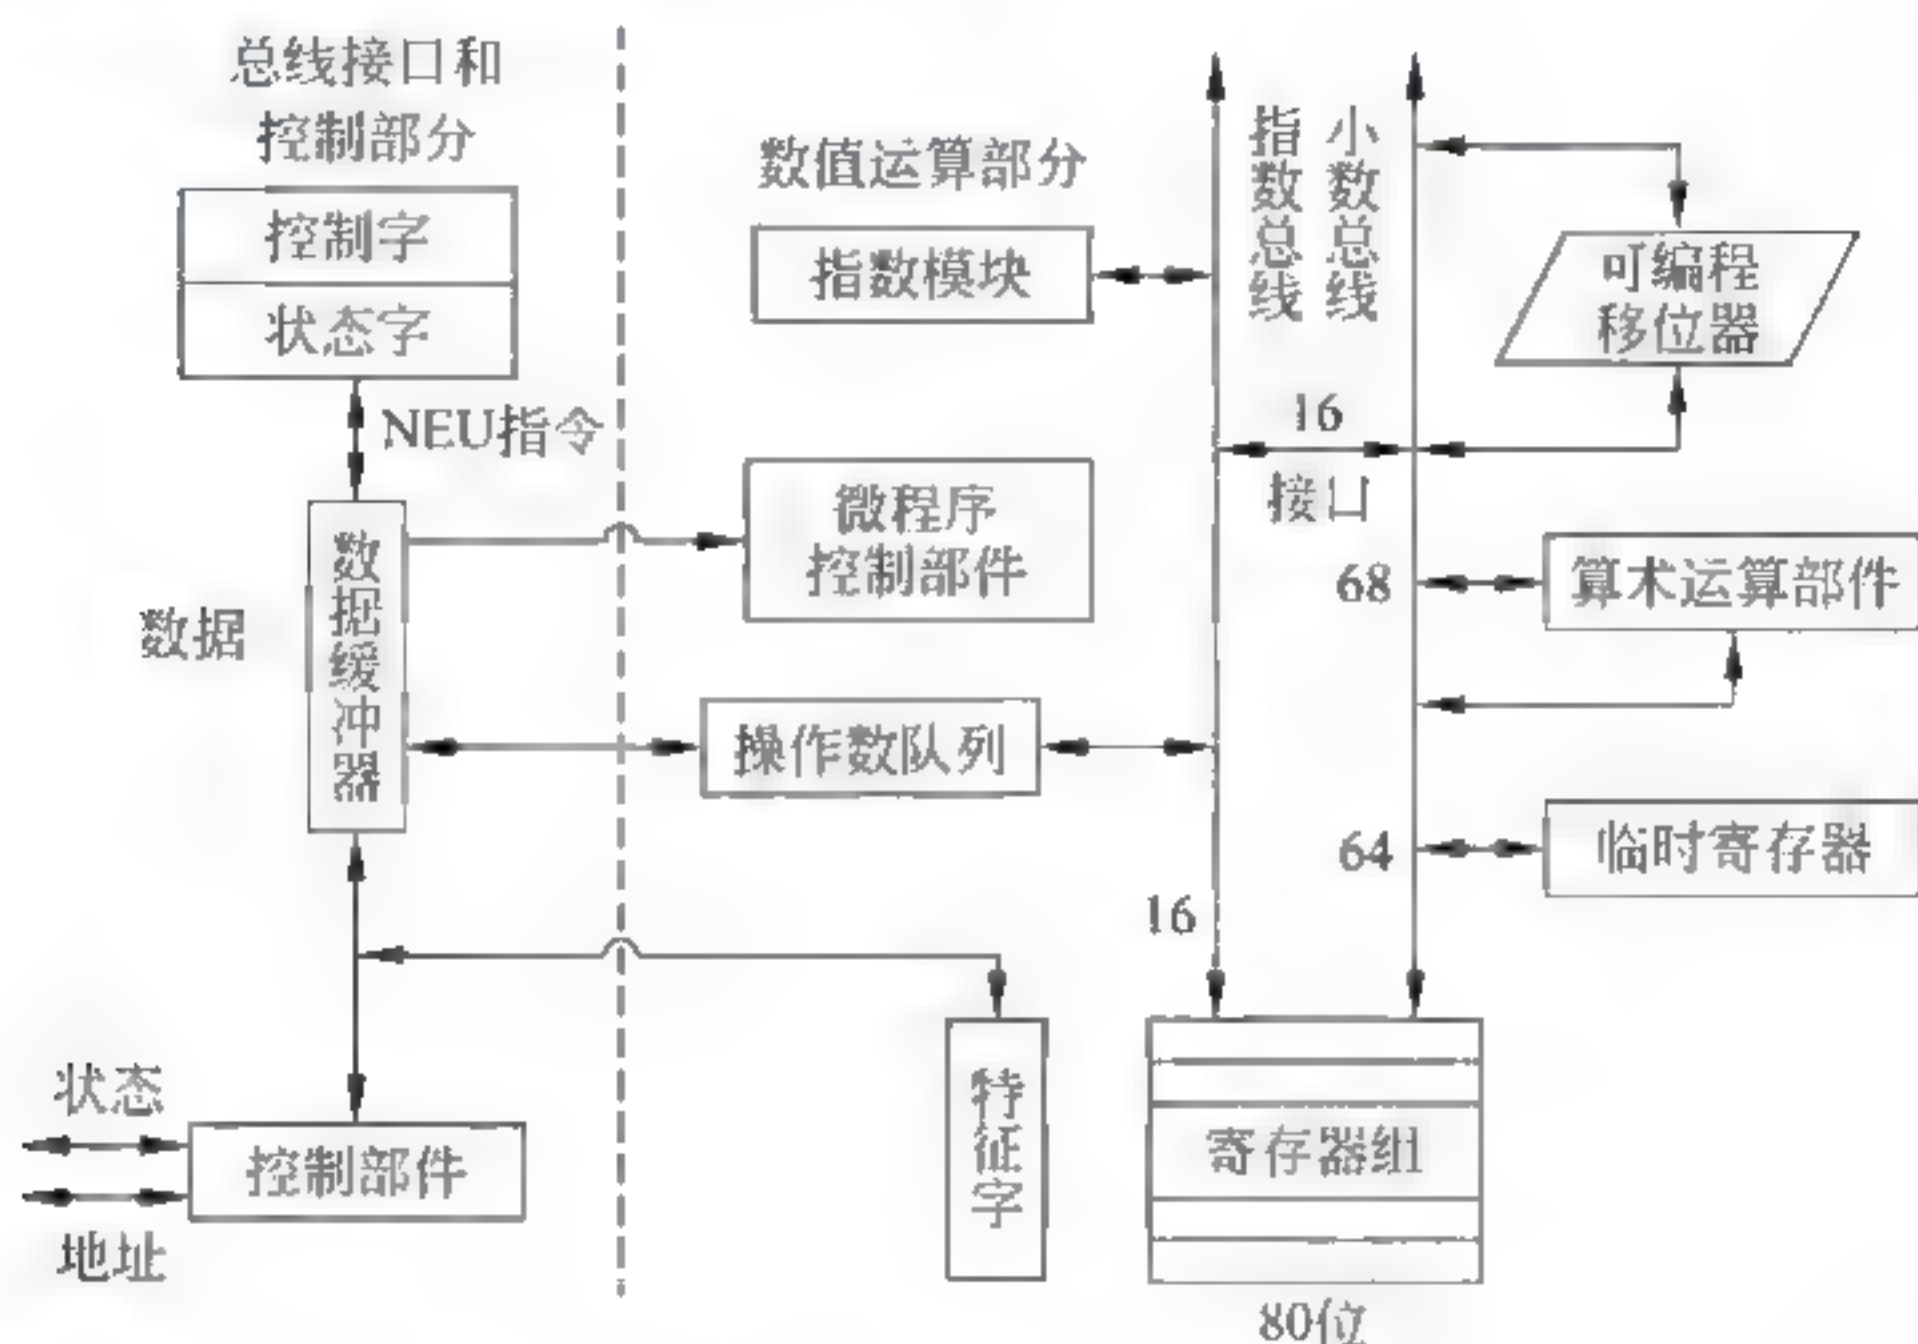 总线接口和
控制部分
控制字
状态字
NEU指令
数据
数据缓冲器
状态
地址
控制部件
数值运算部分
指数模块
微程序
控制部件
操作数队列
特征字
指数总线
小数总线
16
接口
68
64
16
可编程
移位器
算术运算部件
临时寄存器
寄存器组
80位